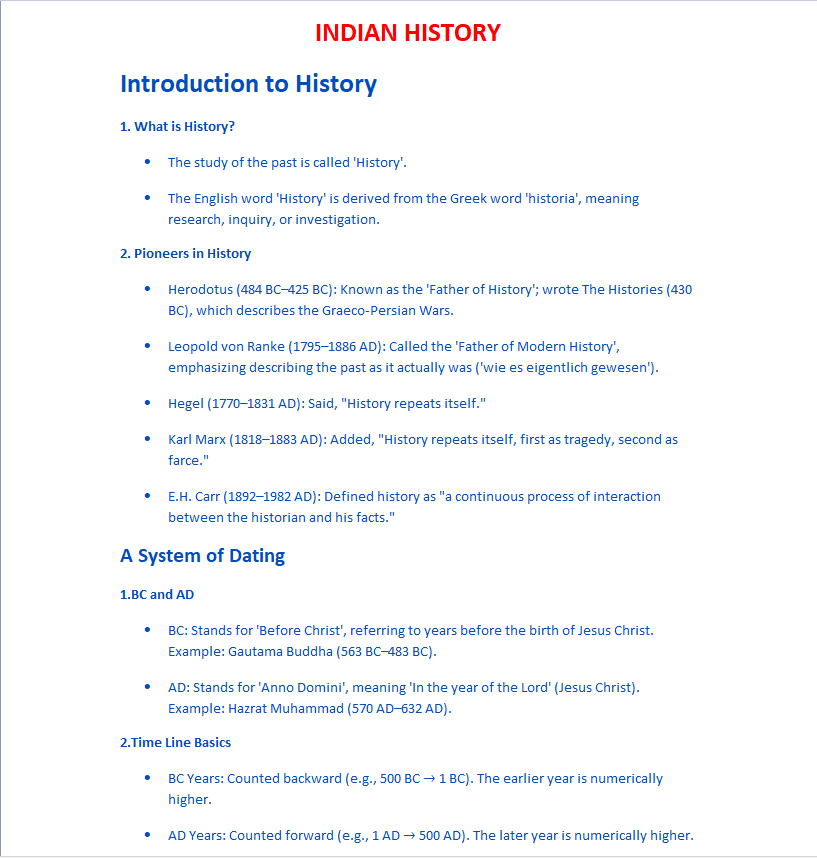 INDIAN HISTORY
Introduction to History
1. What is History?
• The study of the past is called 'History'.
• The English word 'History' is derived from the Greek word 'historia', meaning
research, inquiry, or investigation.
2. Pioneers in History
• Herodotus (484 BC–425 BC): Known as the 'Father of History'; wrote The Histories (430
BC), which describes the Graeco-Persian Wars.
• Leopold von Ranke (1795–1886 AD): Called the 'Father of Modern History',
emphasizing describing the past as it actually was ('wie es eigentlich gewesen').
• Hegel (1770–1831 AD): Said, "History repeats itself."
• Karl Marx (1818–1883 AD): Added, "History repeats itself, first as tragedy, second as
farce."
• E.H. Carr (1892–1982 AD): Defined history as "a continuous process of interaction
between the historian and his facts."
A System of Dating
1.BC and AD
• BC: Stands for 'Before Christ', referring to years before the birth of Jesus Christ.
Example: Gautama Buddha (563 BC–483 BC).
• AD: Stands for 'Anno Domini', meaning 'In the year of the Lord' (Jesus Christ).
Example: Hazrat Muhammad (570 AD–632 AD).
2.Time Line Basics
• BC Years: Counted backward (e.g., 500 BC → 1 BC). The earlier year is numerically
higher.
• AD Years: Counted forward (e.g., 1 AD → 500 AD). The later year is numerically higher.